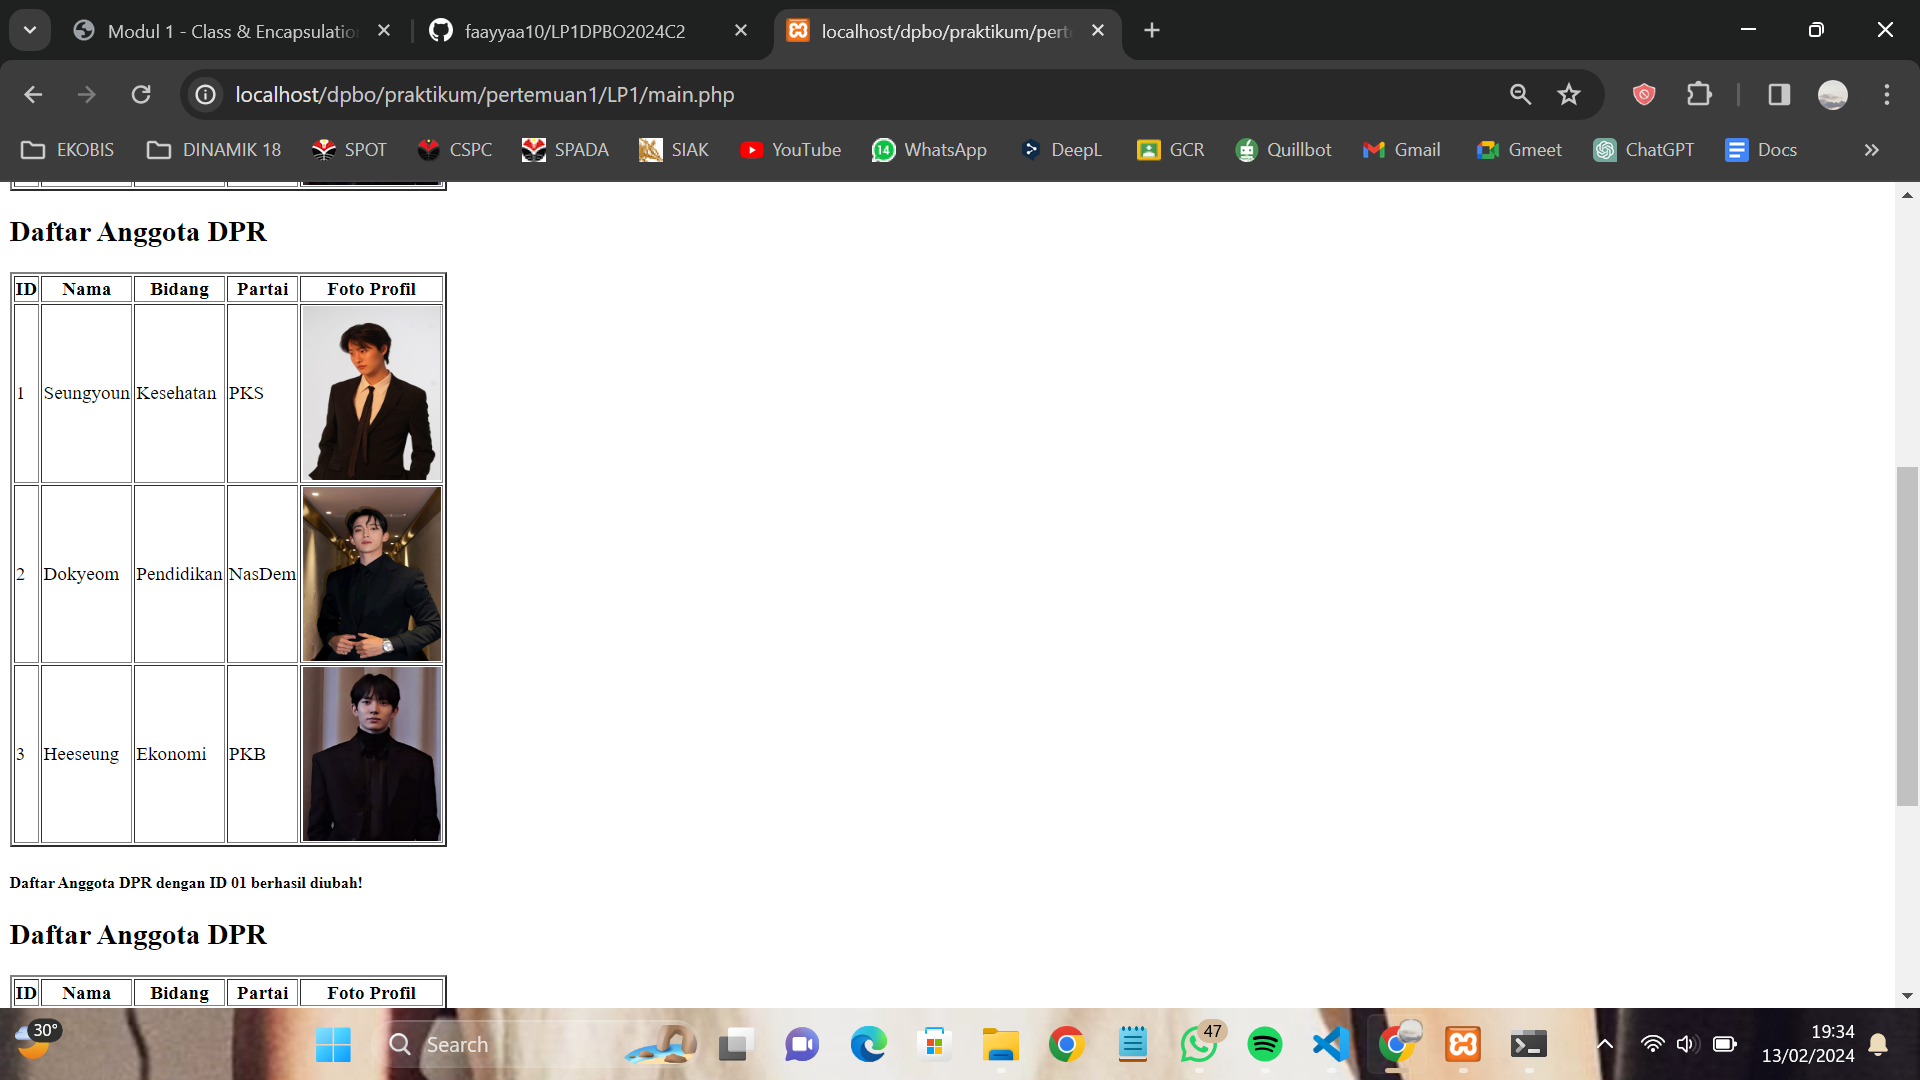 Modul 1 - Class & Encapsulatio
faayyaa10/LP1DPBO2024C2
localhost/dpbo/praktikum/pert
localhost/dpbo/praktikum/pertemuan1/LP1/main.php
EKOBIS
DINAMIK 18
SPOT
CSPC
SPADA
SIAK
YouTube
14
WhatsApp
DeepL
GCR
Quillbot
Gmail
Gmeet
ChatGPT
Docs
Daftar Anggota DPR
ID Nama Bidang Partai Foto Profil
1 Seungyoun Kesehatan PKS
2 Dokyeom Pendidikan NasDem
3 Heeseung Ekonomi PKB
Daftar Anggota DPR dengan ID 01 berhasil diubah!
Daftar Anggota DPR
ID Nama Bidang Partai Foto Profil
30°
Search
47
19:34
13/02/2024